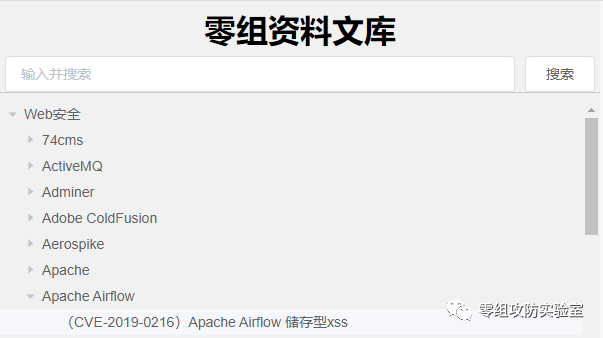 零组资料文库
输入并搜索
搜索
Web安全
74cms
ActiveMQ
Adminer
Adobe ColdFusion
Aerospike
Apache
Apache Airflow
（CVE-2019-0216）Apache Airflow 储存型xss
零组攻防实验室